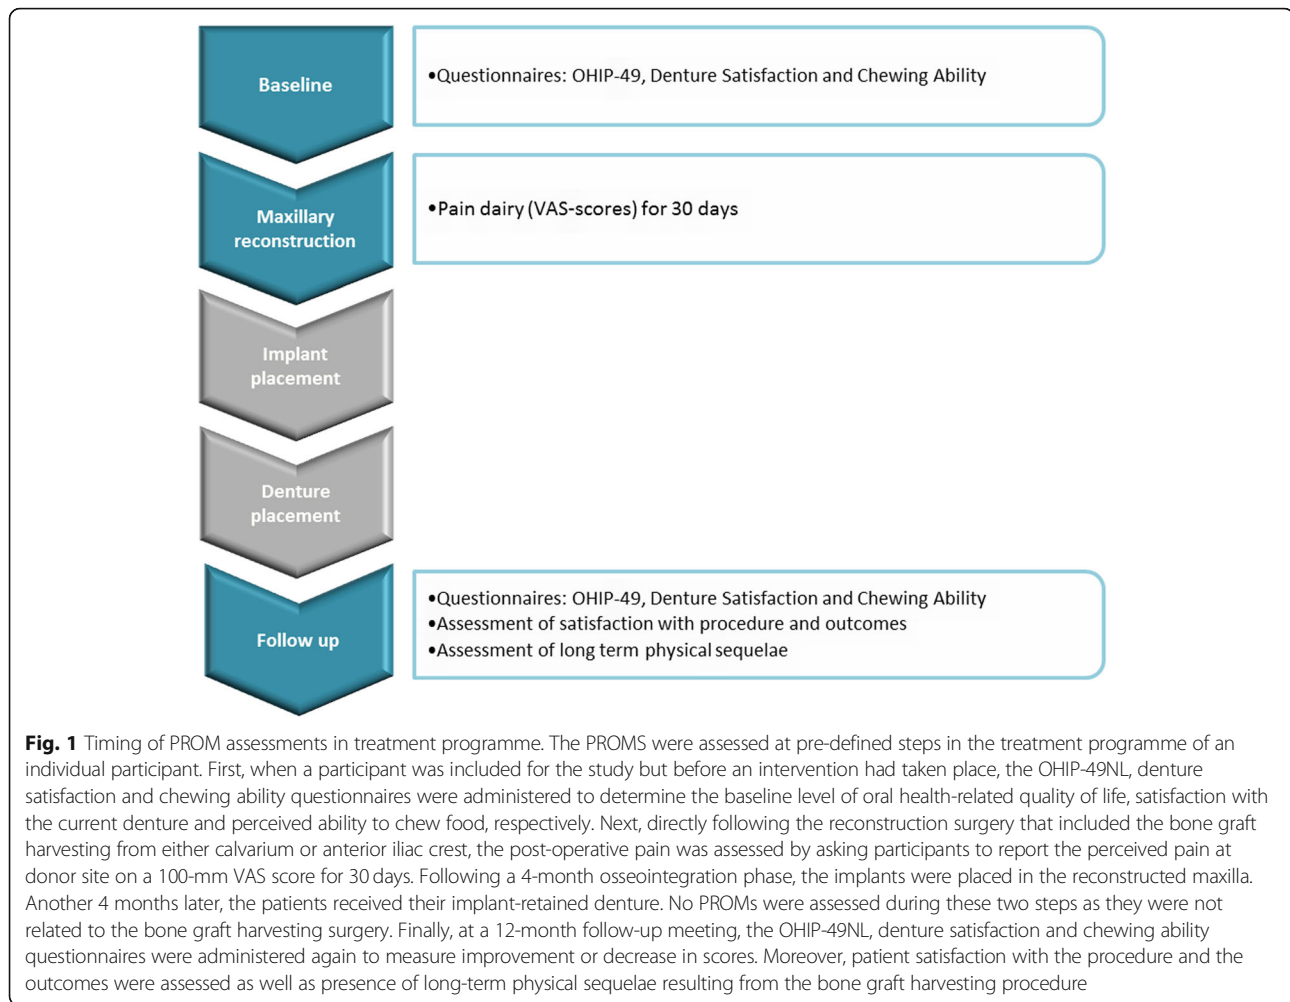 Baseline
•Questionnaires: OHIP-49, Denture Satisfaction and Chewing Ability
Maxillary
reconstruction
•Pain dairy (VAS-scores) for 30 days
Implant
placement
Denture
placement
Follow up
•Questionnaires: OHIP-49, Denture Satisfaction and Chewing Ability
•Assessment of satisfaction with procedure and outcomes
•Assessment of long term physical sequelae
Fig. 1 Timing of PROM assessments in treatment programme. The PROMS were assessed at pre-defined steps in the treatment programme of an
individual participant. First, when a participant was included for the study but before an intervention had taken place, the OHIP-49NL, denture
satisfaction and chewing ability questionnaires were administered to determine the baseline level of oral health-related quality of life, satisfaction with
the current denture and perceived ability to chew food, respectively. Next, directly following the reconstruction surgery that included the bone graft
harvesting from either calvarium or anterior iliac crest, the post-operative pain was assessed by asking participants to report the perceived pain at
donor site on a 100-mm VAS score for 30 days. Following a 4-month osseointegration phase, the implants were placed in the reconstructed maxilla.
Another 4 months later, the patients received their implant-retained denture. No PROMs were assessed during these two steps as they were not
related to the bone graft harvesting surgery. Finally, at a 12-month follow-up meeting, the OHIP-49NL, denture satisfaction and chewing ability
questionnaires were administered again to measure improvement or decrease in scores. Moreover, patient satisfaction with the procedure and the
outcomes were assessed as well as presence of long-term physical sequelae resulting from the bone graft harvesting procedure